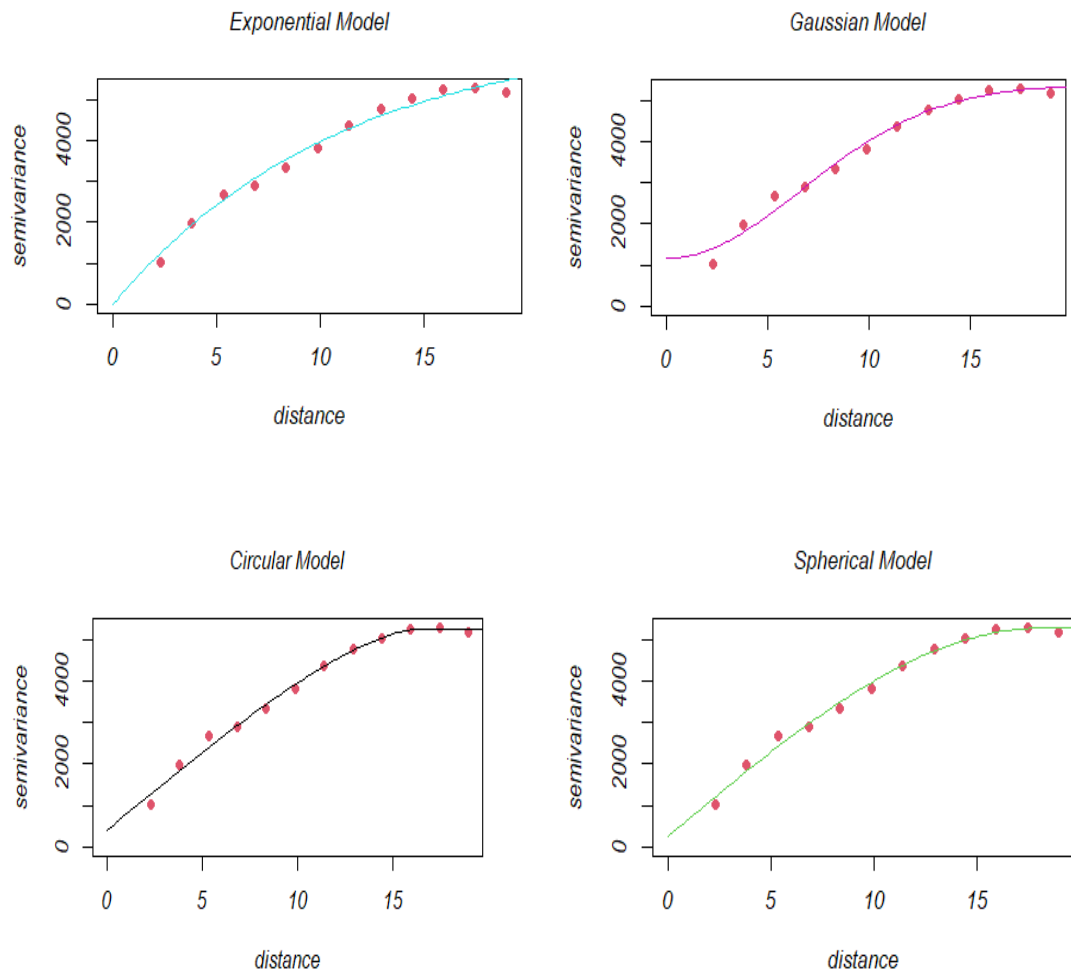 Exponential Model
semivariance
4000
2000
0
0 5 10 15
distance
Gaussian Model
semivariance
4000
2000
0
0 5 10 15
distance
Circular Model
semivariance
4000
2000
0
0 5 10 15
distance
Spherical Model
semivariance
4000
2000
0
0 5 10 15
distance